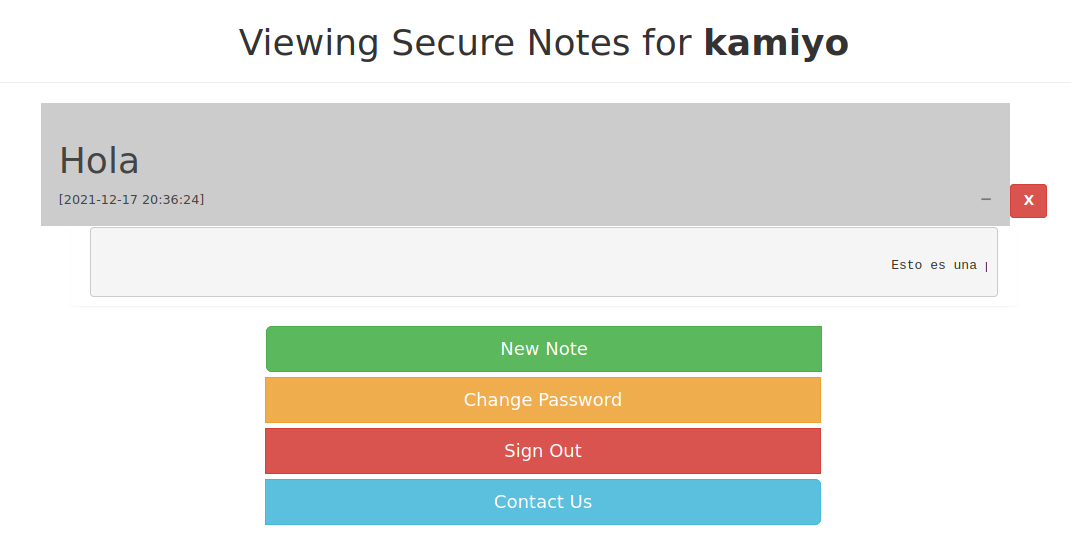 Viewing Secure Notes for kamiyo
Hola
[2021-12-17 20:36:24]
–
X
Esto es una
New Note
Change Password
Sign Out
Contact Us